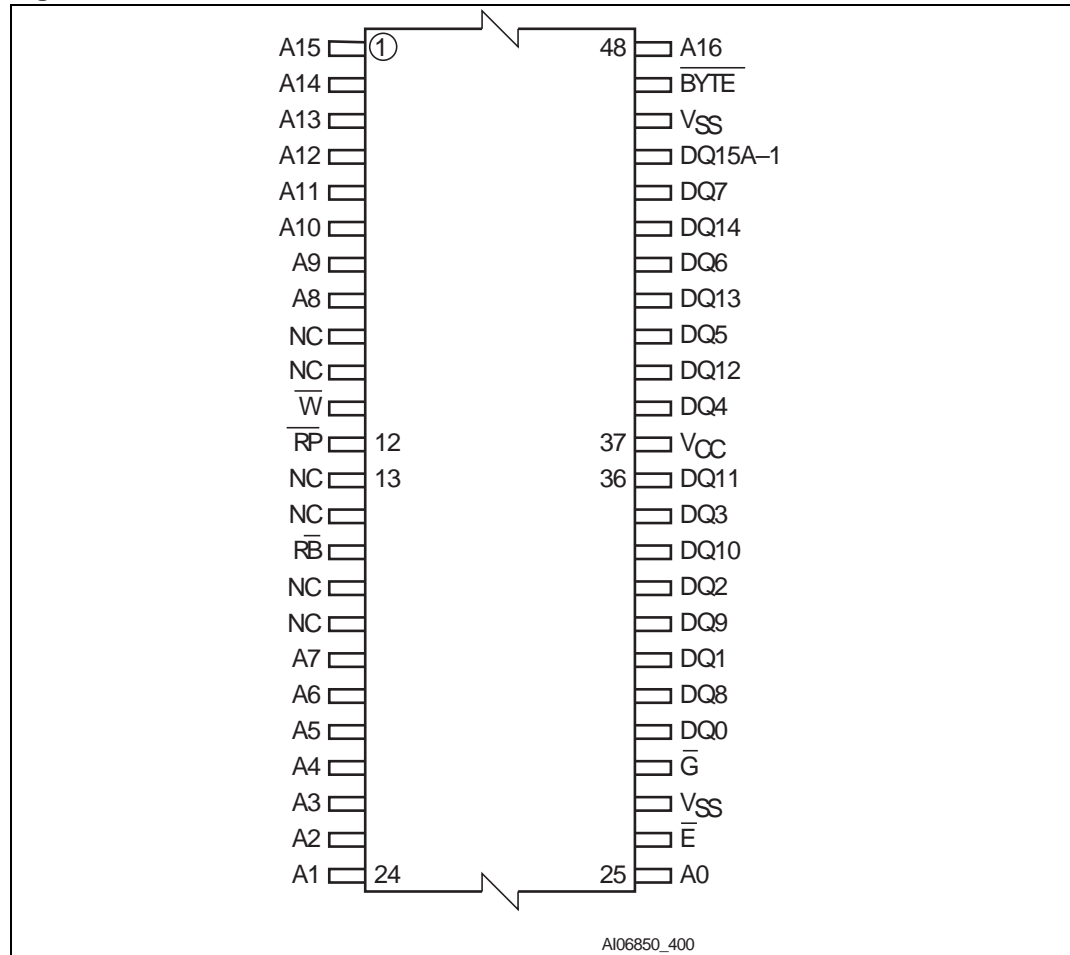 A15 1 48 A16
A14 B̅Y̅T̅E̅
A13 VSS
A12 DQ15A–1
A11 DQ7
A10 DQ14
A9 DQ6
A8 DQ13
NC DQ5
NC DQ12
W̅ DQ4
R̅P̅ 12 37 VCC
NC 13 36 DQ11
NC DQ3
RB̅ DQ10
NC DQ2
NC DQ9
A7 DQ1
A6 DQ8
A5 DQ0
A4 G̅
A3 VSS
A2 E̅
A1 24 25 A0
AI06850_400